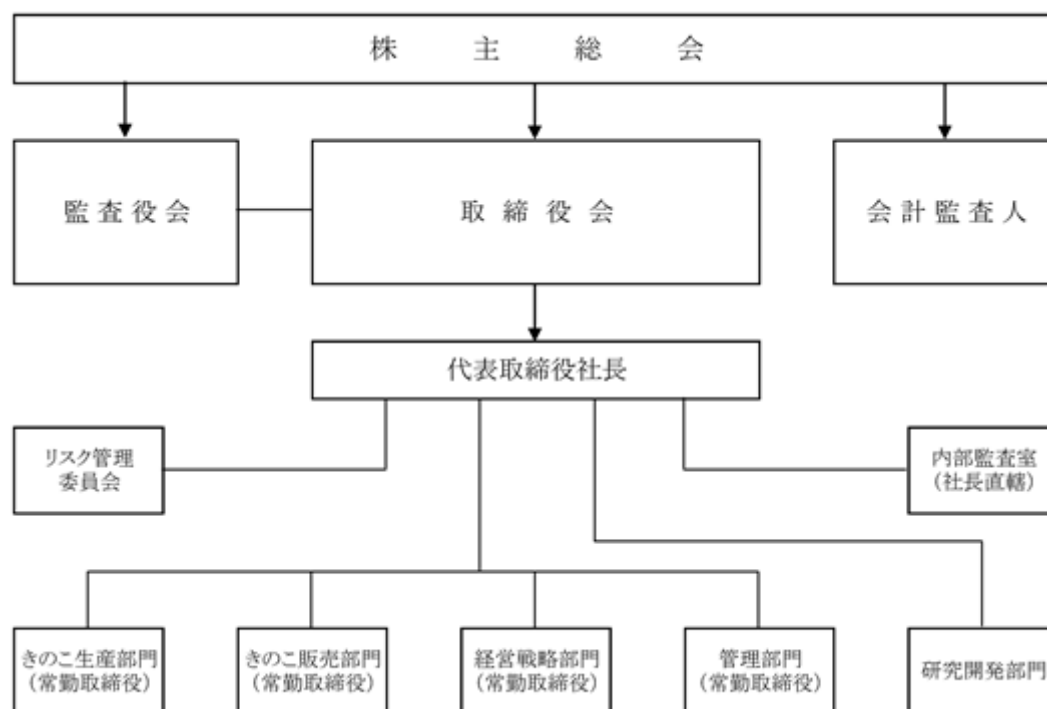 株主総会
監査役会
取締役会
会計監査人
代表取締役社長
リスク管理
委員会
内部監査室
（社長直轄）
きのこ生産部門
（常勤取締役）
きのこ販売部門
（常勤取締役）
経営戦略部門
（常勤取締役）
管理部門
（常勤取締役）
研究開発部門